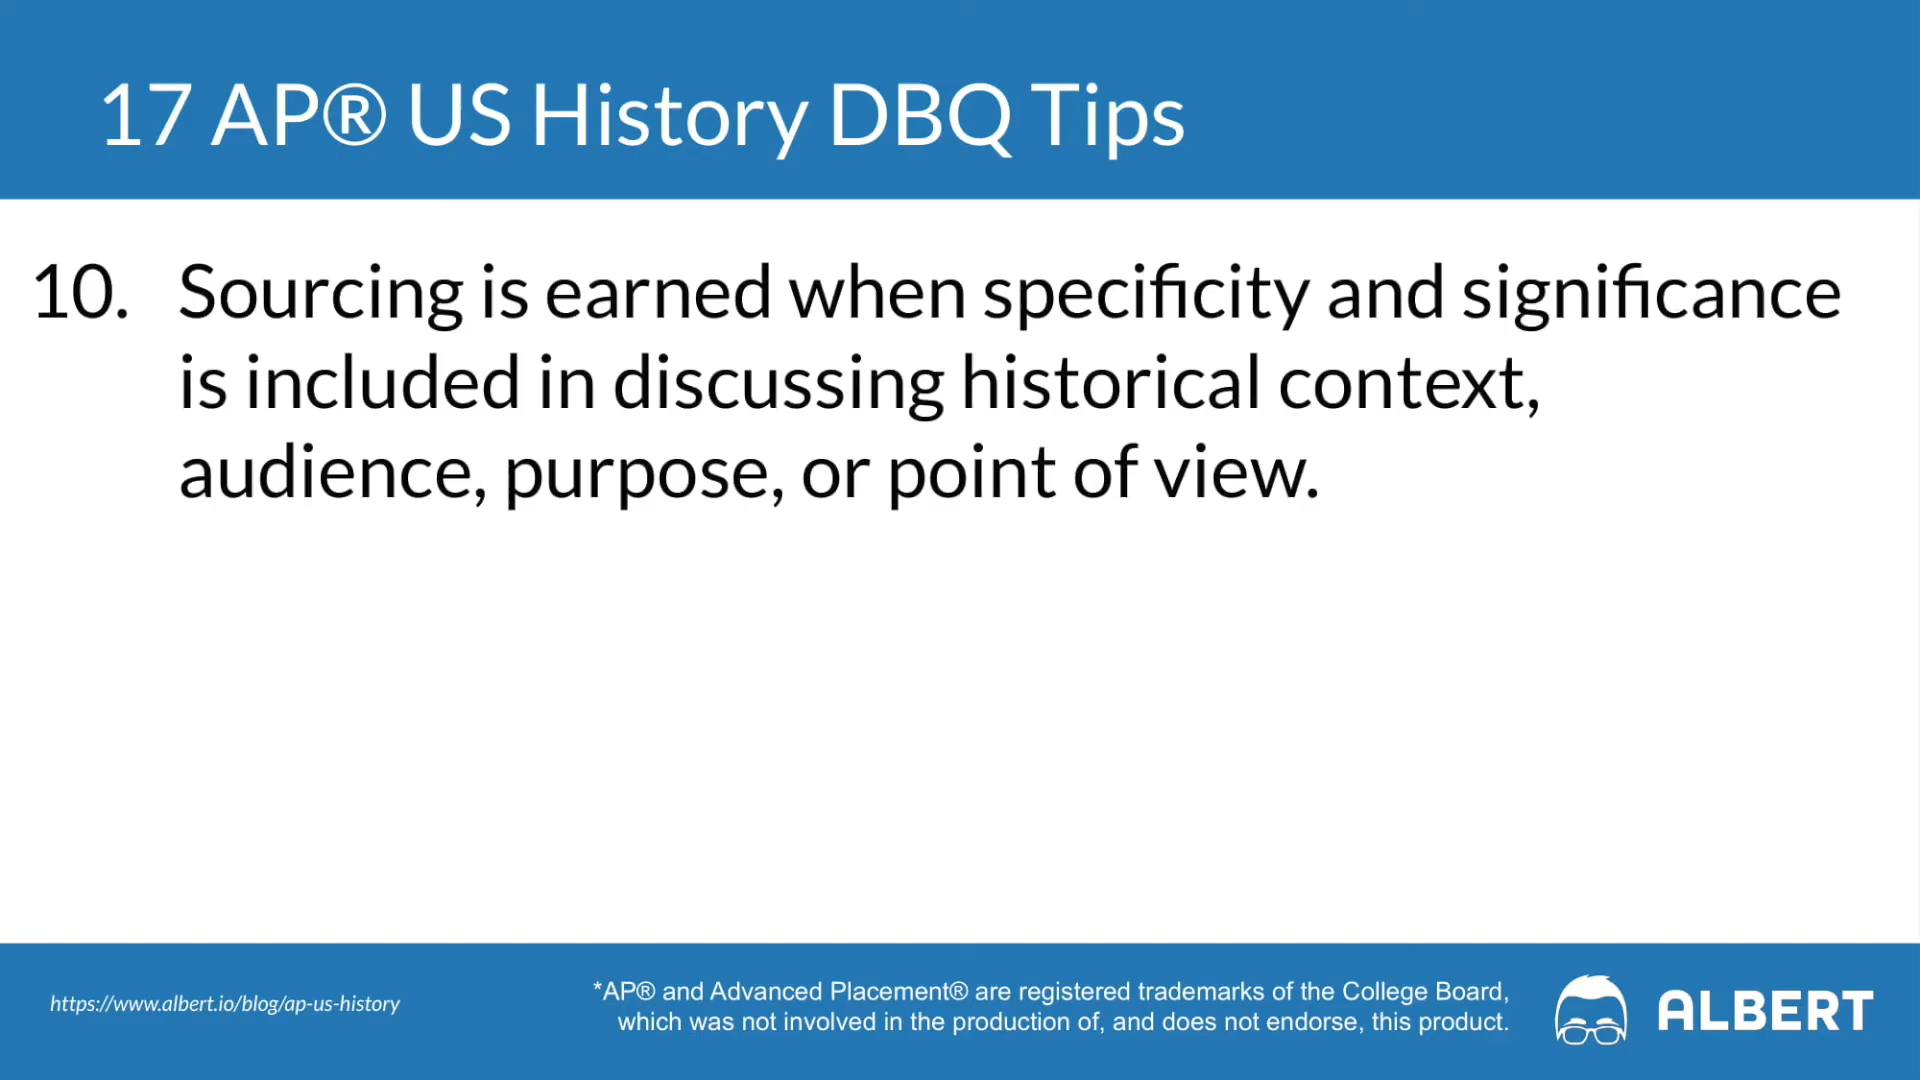 17 AP® US History DBQ Tips
10. Sourcing is earned when specificity and significance
is included in discussing historical context,
audience, purpose, or point of view.
https://www.albert.io/blog/ap-us-history
*AP® and Advanced Placement® are registered trademarks of the College Board,
which was not involved in the production of, and does not endorse, this product.
ALBERT